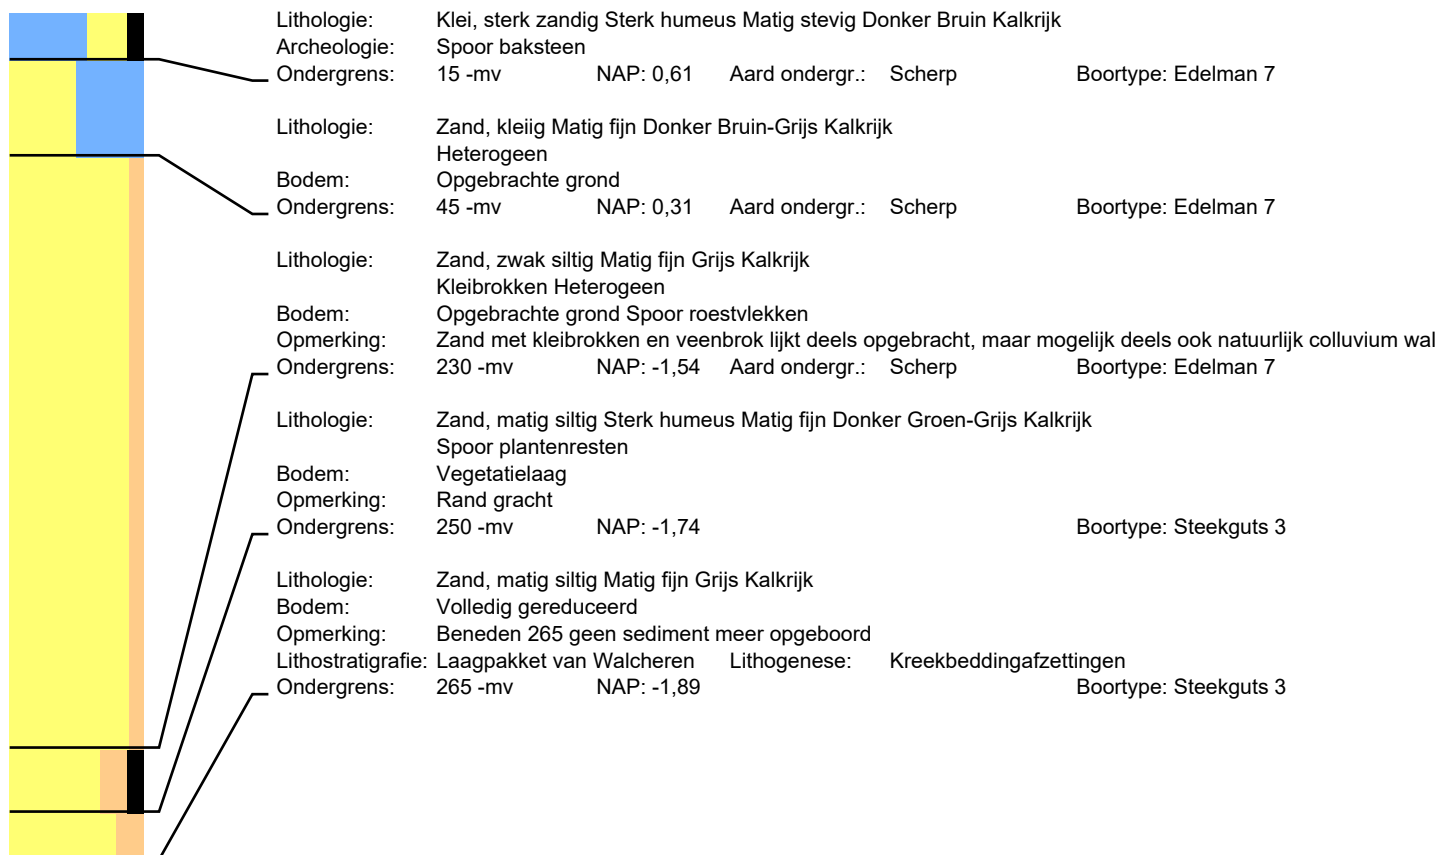 Lithologie: Klei, sterk zandig Sterk humeus Matig stevig Donker Bruin Kalkrijk
Archeologie: Spoor baksteen
Ondergrens: 15 -mv NAP: 0,61 Aard ondergr.: Scherp Boortype: Edelman 7
Lithologie: Zand, kleiig Matig fijn Donker Bruin-Grijs Kalkrijk
Heterogeen
Bodem: Opgebrachte grond
Ondergrens: 45 -mv NAP: 0,31 Aard ondergr.: Scherp Boortype: Edelman 7
Lithologie: Zand, zwak siltig Matig fijn Grijs Kalkrijk
Kleibrokken Heterogeen
Bodem: Opgebrachte grond Spoor roestvlekken
Opmerking: Zand met kleibrokken en veenbrok lijkt deels opgebracht, maar mogelijk deels ook natuurlijk colluvium wal
Ondergrens: 230 -mv NAP: -1,54 Aard ondergr.: Scherp Boortype: Edelman 7
Lithologie: Zand, matig siltig Sterk humeus Matig fijn Donker Groen-Grijs Kalkrijk
Spoor plantenresten
Bodem: Vegetatielaag
Opmerking: Rand gracht
Ondergrens: 250 -mv NAP: -1,74 Boortype: Steekguts 3
Lithologie: Zand, matig siltig Matig fijn Grijs Kalkrijk
Bodem: Volledig gereduceerd
Opmerking: Beneden 265 geen sediment meer opgeboord
Lithostratigrafie: Laagpakket van Walcheren Lithogenese: Kreekbeddingafzettingen
Ondergrens: 265 -mv NAP: -1,89 Boortype: Steekguts 3